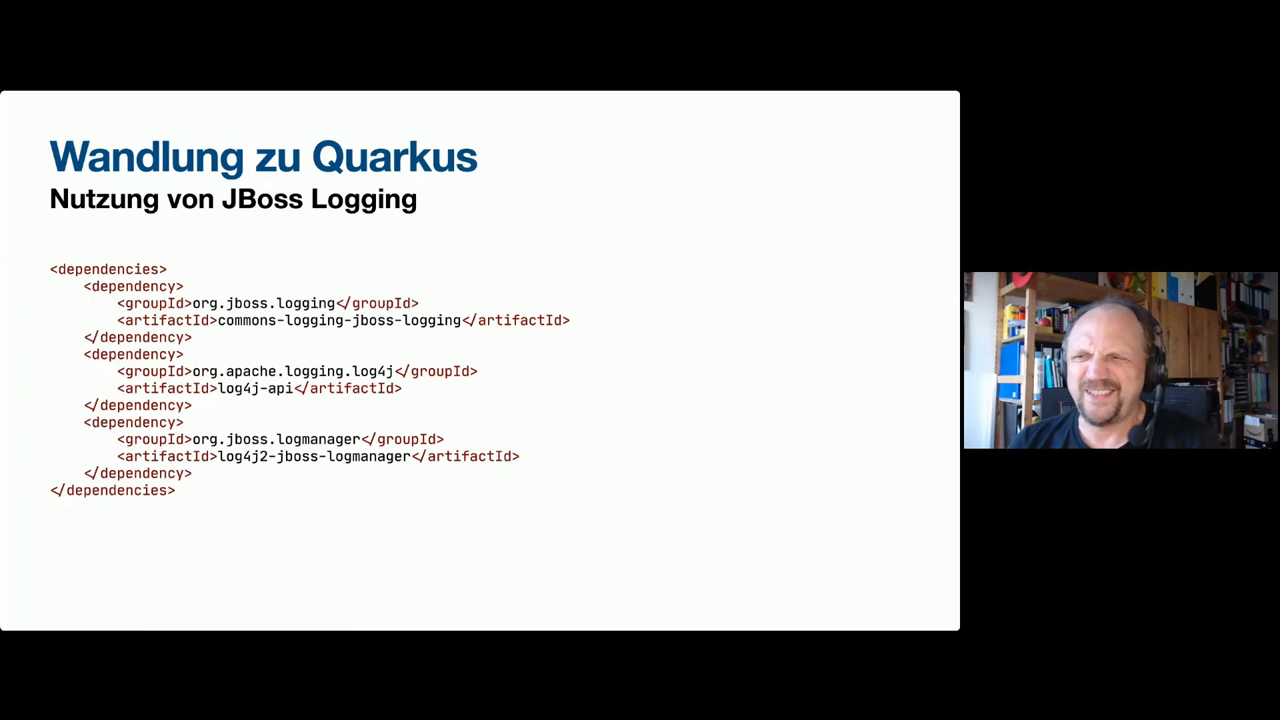 Wandlung zu Quarkus
Nutzung von JBoss Logging
<dependencies>
<dependency>
<groupId>org.jboss.logging</groupId>
<artifactId>commons-logging-jboss-logging</artifactId>
</dependency>
<dependency>
<groupId>org.apache.logging.log4j</groupId>
<artifactId>log4j-api</artifactId>
</dependency>
<dependency>
<groupId>org.jboss.logmanager</groupId>
<artifactId>log4j2-jboss-logmanager</artifactId>
</dependency>
</dependencies>